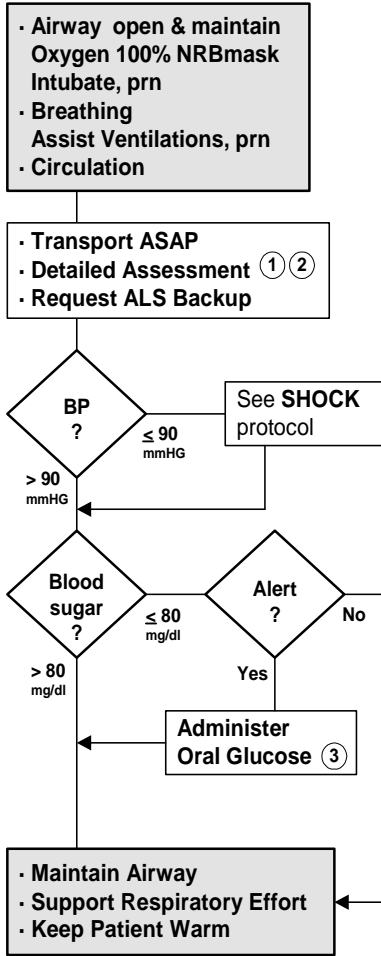 · Airway open & maintain
Oxygen 100% NRBmask
Intubate, prn
· Breathing
Assist Ventilations, prn
· Circulation
· Transport ASAP
· Detailed Assessment 1 2
· Request ALS Backup
BP
?
≤ 90
mmHG
See SHOCK
protocol
> 90
mmHG
Blood
sugar
?
≤ 80
mg/dl
Alert
?
No
> 80
mg/dl
Yes
Administer
Oral Glucose 3
· Maintain Airway
· Support Respiratory Effort
· Keep Patient Warm